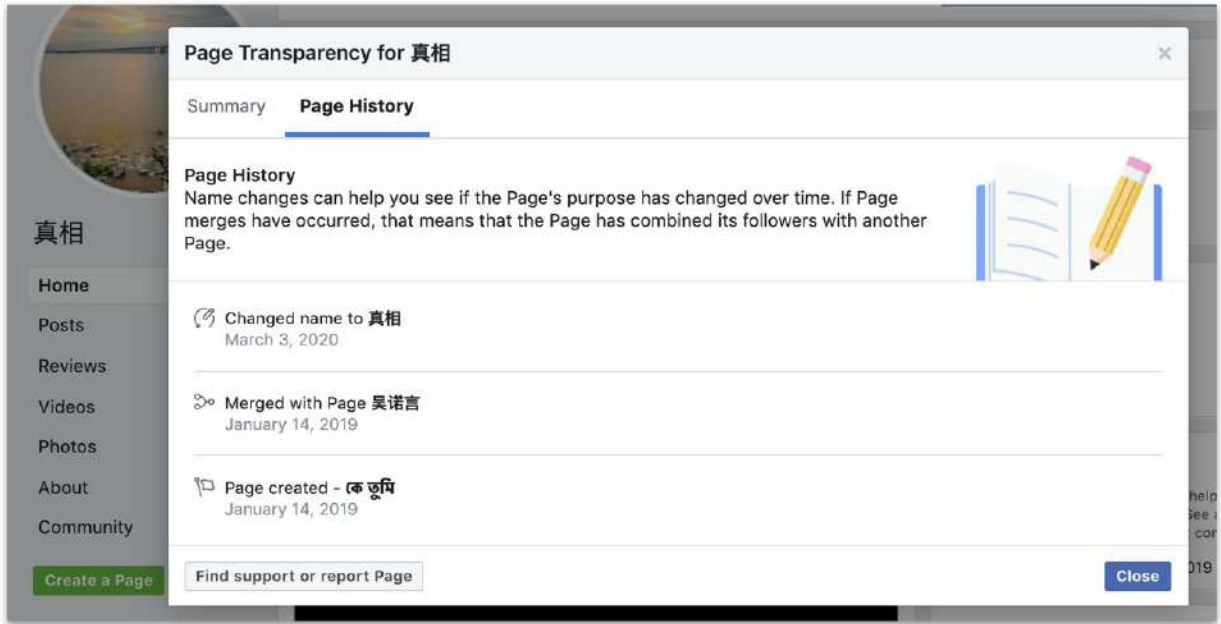 Page Transparency for 真相
×
Summary
Page History
Page History
Name changes can help you see if the Page's purpose has changed over time. If Page
merges have occurred, that means that the Page has combined its followers with another
Page.
Changed name to 真相
March 3, 2020
Merged with Page 吴诺言
January 14, 2019
Page created - কে তুমি
January 14, 2019
Find support or report Page
Close
真相
Home
Posts
Reviews
Videos
Photos
About
Community
Create a Page
help
See